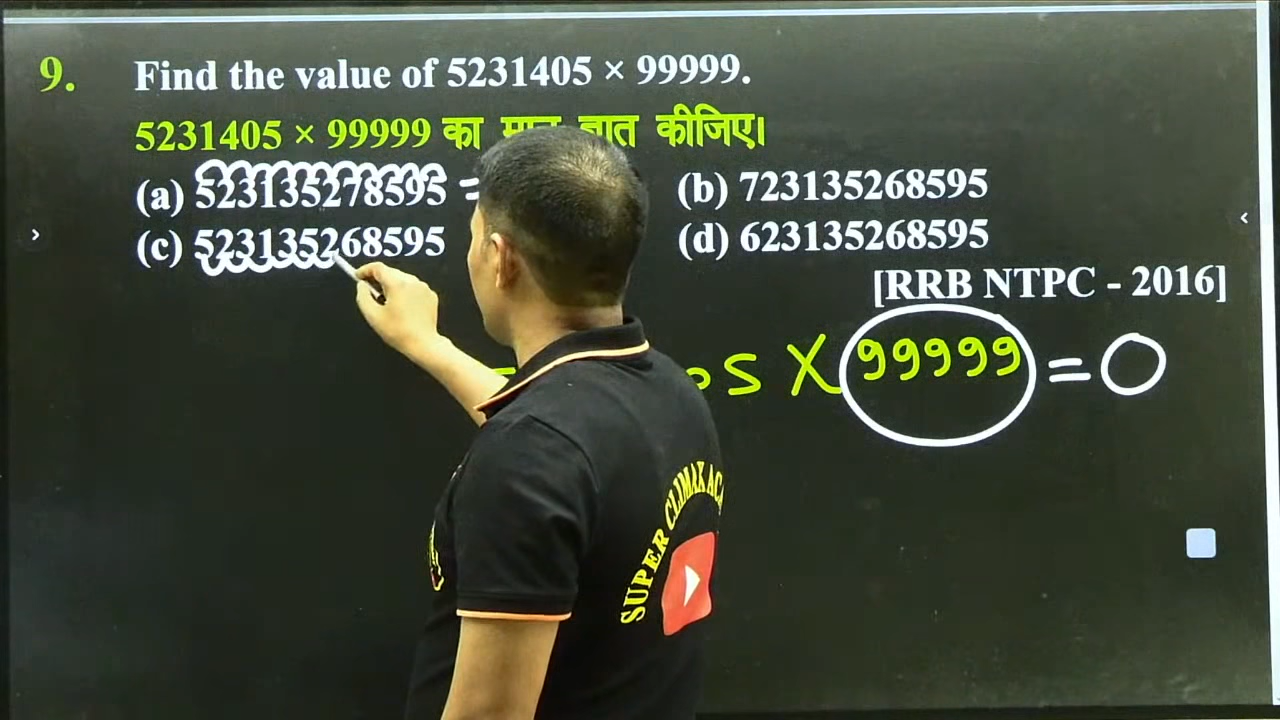 9. Find the value of 5231405 × 99999.
5231405 × 99999 का ज्ञात कीजिए।
(a) 523135278595 = (b) 723135268595
(c) 523135268595 (d) 623135268595
[RRB NTPC - 2016]
05 × 99999 = 0
SUPER CLIMAX